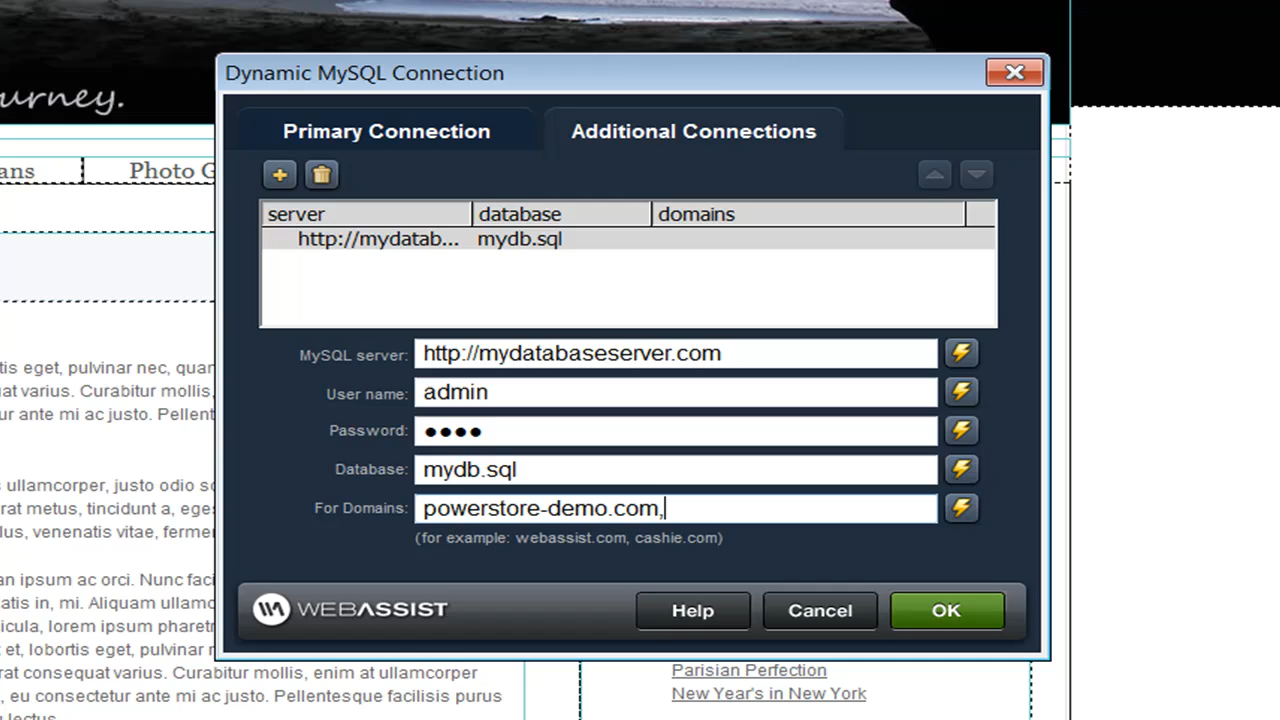 urney.
Dynamic MySQL Connection
Primary Connection
Additional Connections
ans
Photo G
server
database
domains
http://mydatab...
mydb.sql
MySQL server:
http://mydatabaseserver.com
User name:
admin
Password:
●●●●
Database:
mydb.sql
For Domains:
powerstore-demo.com,
(for example: webassist.com, cashie.com)
WEBASSIST
Help
Cancel
OK
tis eget, pulvinar nec, quar
at varius. Curabitur mollis,
ur ante mi ac justo. Pellent
s ullamcorper, justo odio sc
rat metus, tincidunt a, eges
lus, venenatis vitae, ferme
an ipsum ac orci. Nunc faci
atis in, mi. Aliquam ullamc
icula, lorem ipsum pharetr
t et, lobortis eget, pulvinar n
consequat varius. Curabitur mollis, enim at ullamcorper
, eu consectetur ante mi ac justo. Pellentesque facilisis purus
lectus.
Parisian Perfection
New Year's in New York